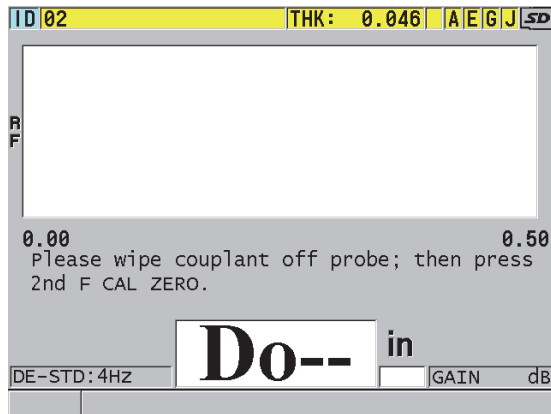 ID 02 THK: 0.046 A E G J SD
RF
0.00 0.50
Please wipe couplant off probe; then press
2nd F CAL ZERO.
Do-- in
DE-STD:4Hz GAIN dB